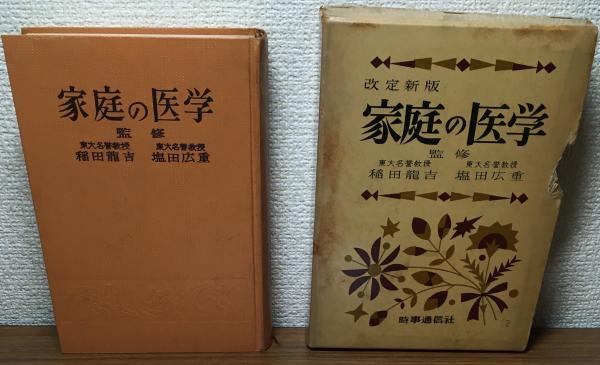 家庭の医学
監修
東大名誉教授 東大名誉教授
稲田龍吉 塩田広重
改定新版
家庭の医学
監修
東大名誉教授 東大名誉教授
稲田龍吉 塩田広重
時事通信社